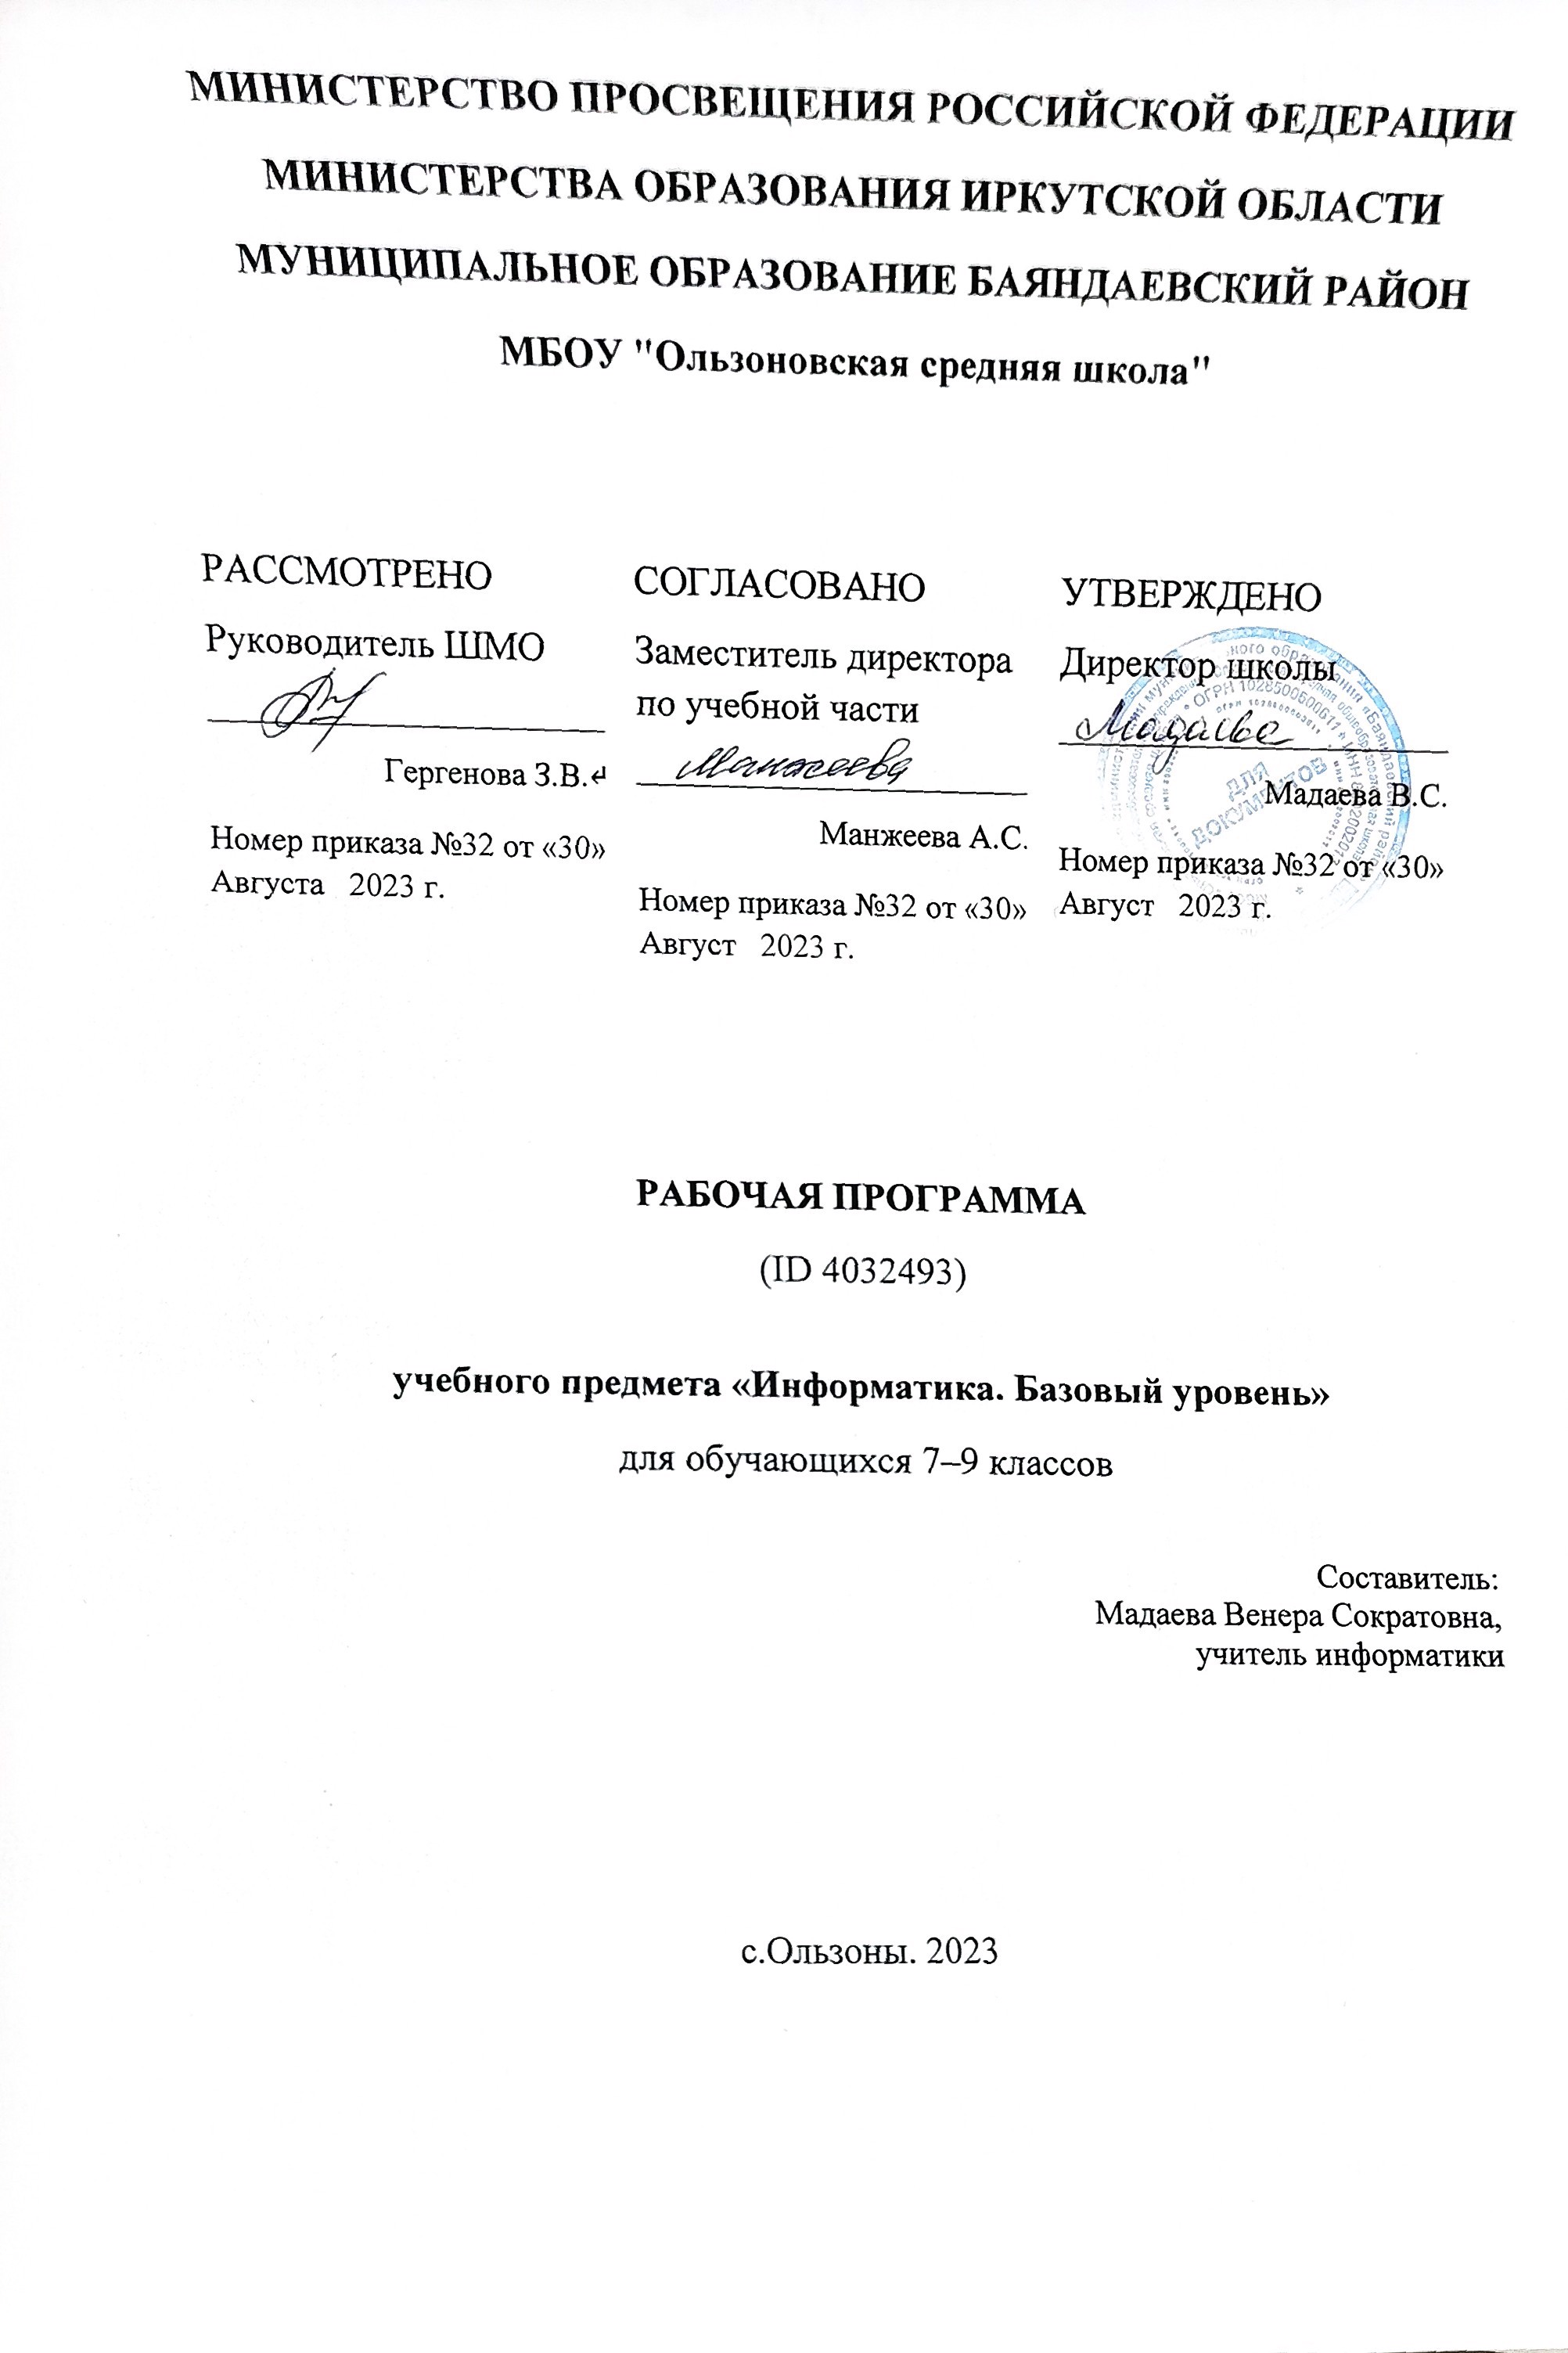 МИНИСТЕРСТВО ПРОСВЕЩЕНИЯ РОССИЙСКОЙ ФЕДЕРАЦИИ
МИНИСТЕРСТВА ОБРАЗОВАНИЯ ИРКУТСКОЙ ОБЛАСТИ
МУНИЦИПАЛЬНОЕ ОБРАЗОВАНИЕ БАЯНДАЕВСКИЙ РАЙОН
МБОУ "Ользоновская средняя школа"
РАССМОТРЕНО
Руководитель ШМО
Гергенова З.В.↵
Номер приказа №32 от «30»
Августа 2023 г.
СОГЛАСОВАНО
Заместитель директора
по учебной части
Манжеева
Манжеева А.С.
Номер приказа №32 от «30»
Август 2023 г.
УТВЕРЖДЕНО
Директор школы
Мадаева
Мадаева В.С.
Номер приказа №32 от «30»
Август 2023 г.
ДЛЯ
ДОКУМЕНТОВ
РАБОЧАЯ ПРОГРАММА
(ID 4032493)
учебного предмета «Информатика. Базовый уровень»
для обучающихся 7–9 классов
Составитель:
Мадаева Венера Сократовна,
учитель информатики
с.Ользоны. 2023